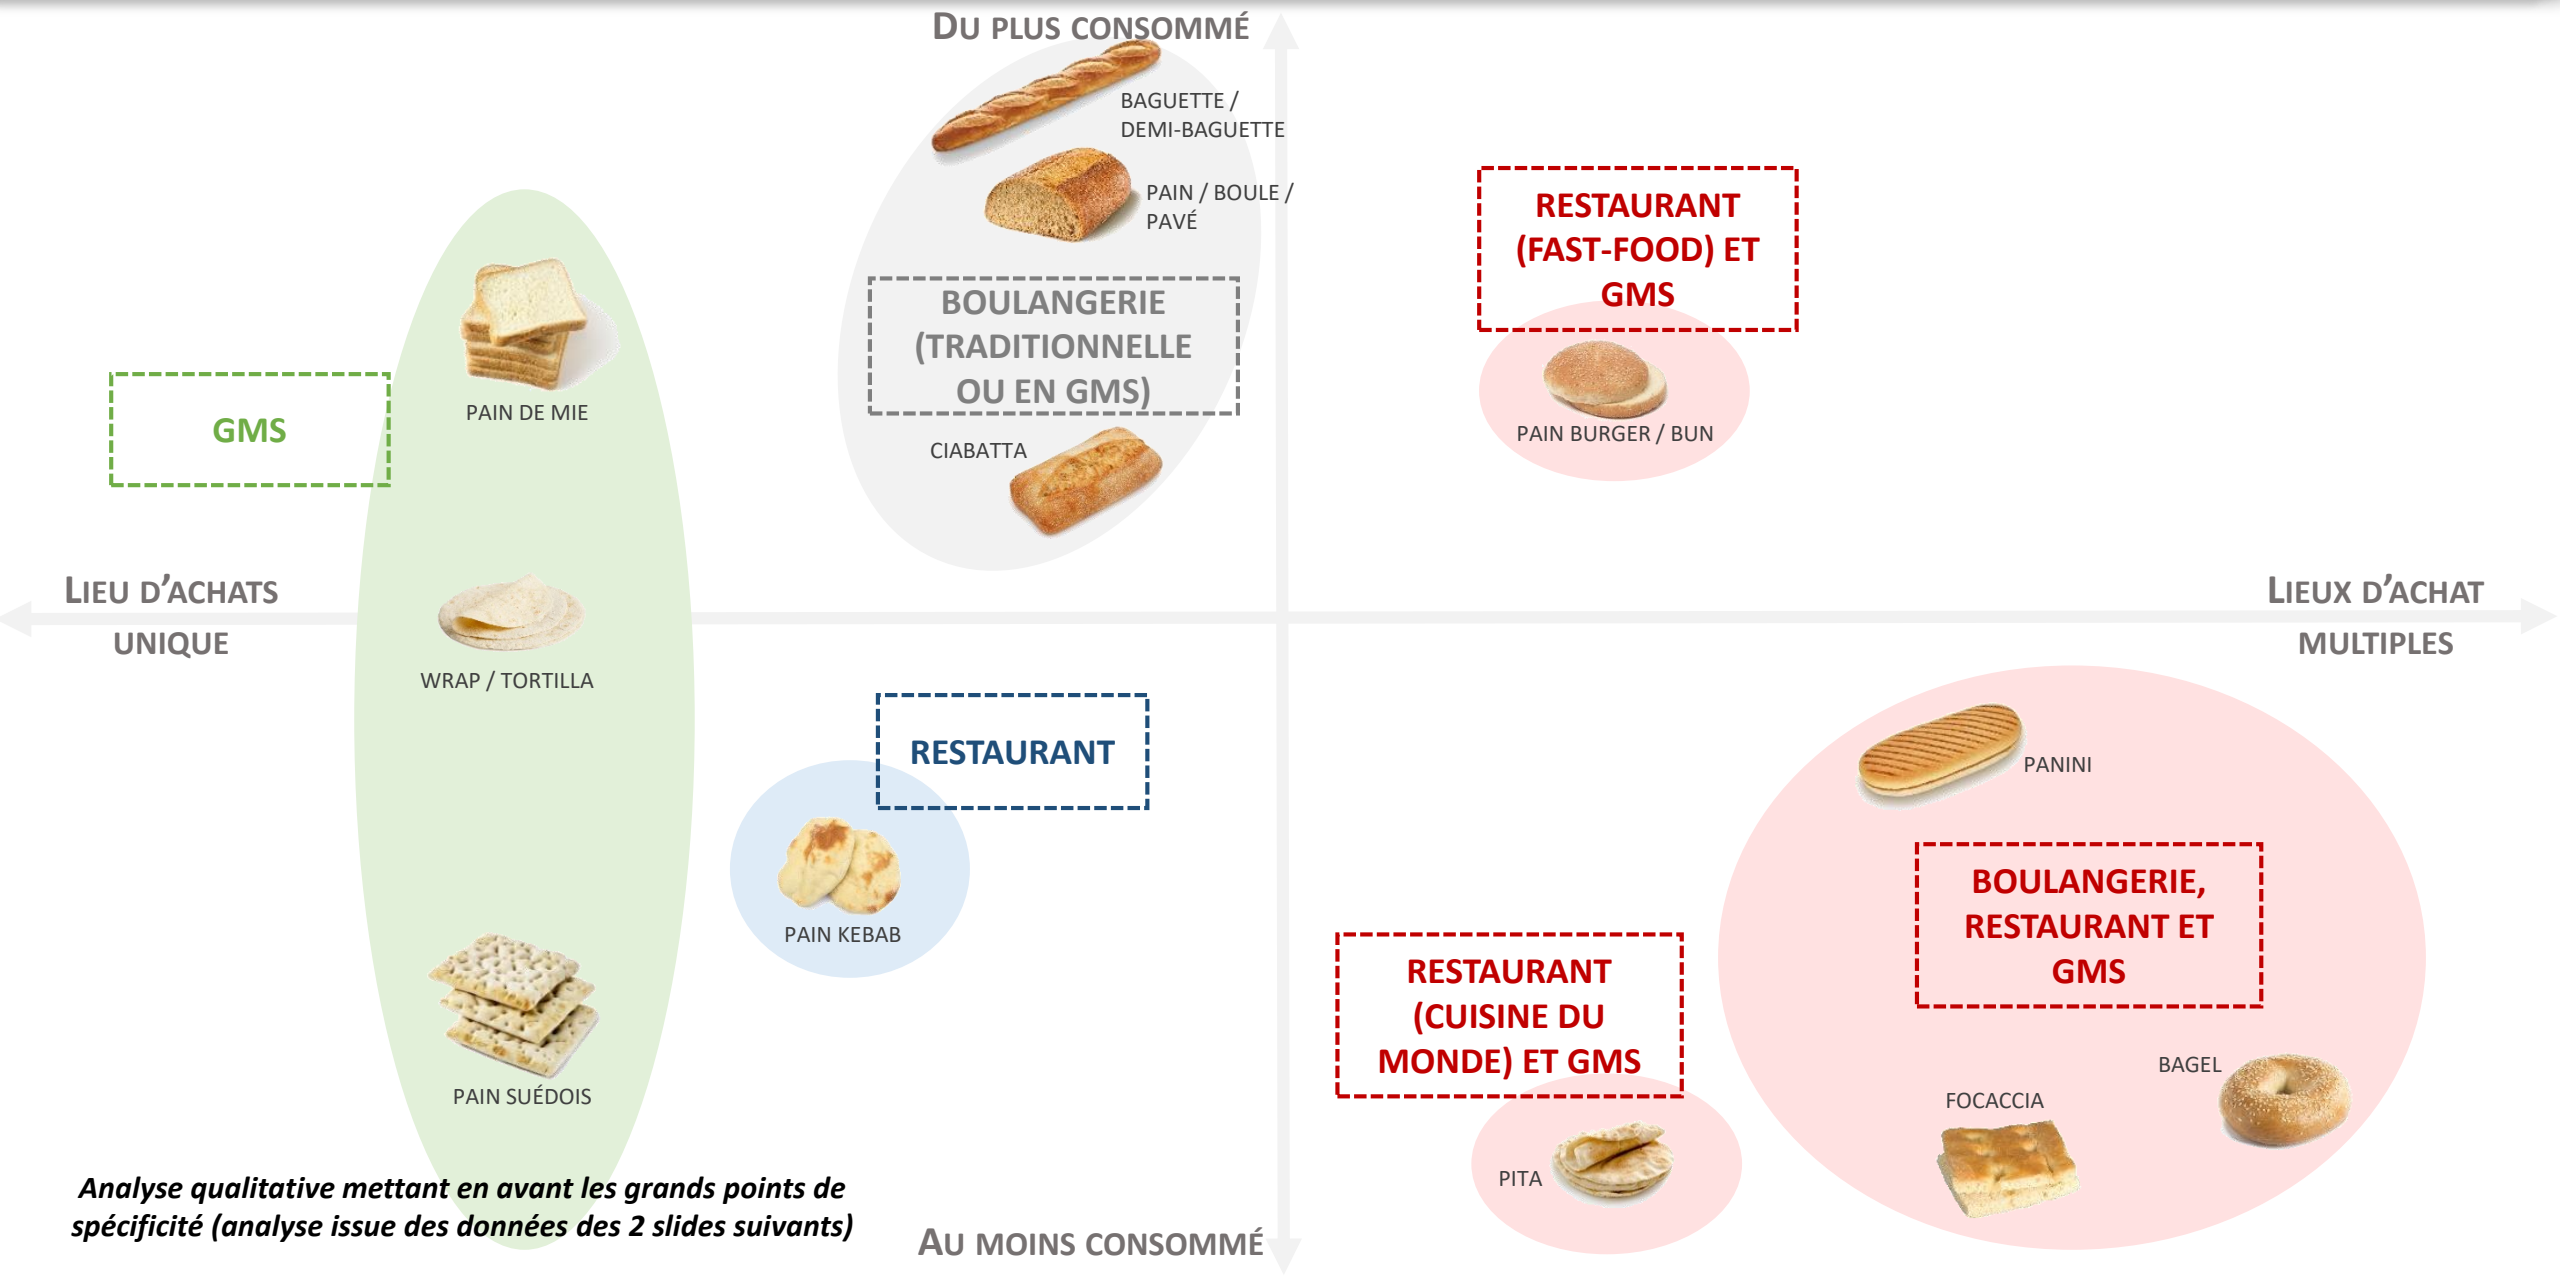 DU PLUS CONSOMMÉ
BAGUETTE /
DEMI-BAGUETTE
PAIN / BOULE /
PAVÉ
BOULANGERIE
(TRADITIONNELLE
OU EN GMS)
CIABATTA
RESTAURANT
(FAST-FOOD) ET
GMS
PAIN BURGER / BUN
GMS
PAIN DE MIE
LIEU D’ACHATS
UNIQUE
WRAP / TORTILLA
LIEUX D’ACHAT
MULTIPLES
RESTAURANT
PAIN KEBAB
PAIN SUÉDOIS
PANINI
BOULANGERIE,
RESTAURANT ET
GMS
BAGEL
FOCACCIA
RESTAURANT
(CUISINE DU
MONDE) ET GMS
PITA
Analyse qualitative mettant en avant les grands points de
spécificité (analyse issue des données des 2 slides suivants)
AU MOINS CONSOMMÉ